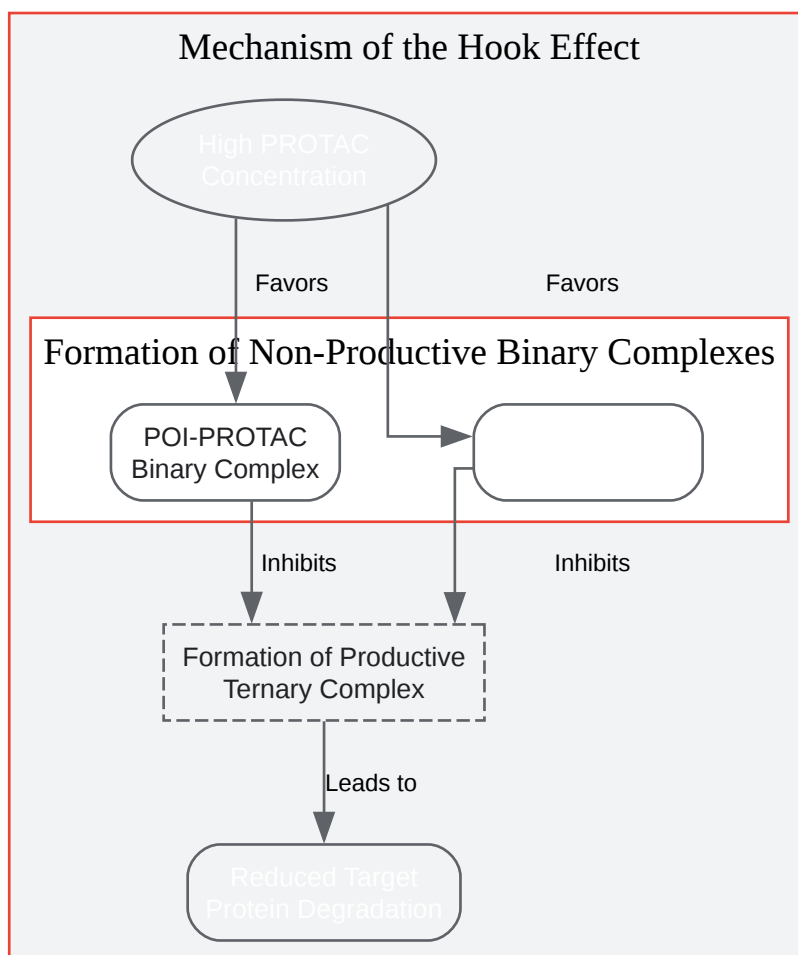 Mechanism of the Hook Effect
High PROTAC
Concentration
Favors
Favors
Formation of Non-Productive Binary Complexes
POI-PROTAC
Binary Complex
Inhibits
Inhibits
Formation of Productive
Ternary Complex
Leads to
Reduced Target
Protein Degradation